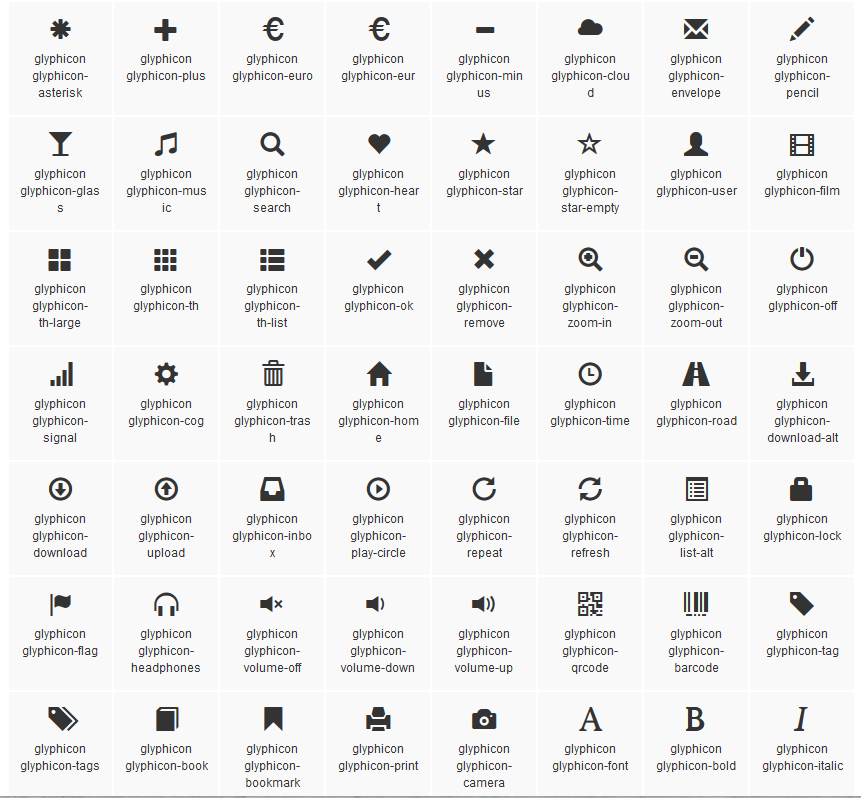 glyphicon
glyphicon-
asterisk
glyphicon
glyphicon-plus
glyphicon
glyphicon-euro
glyphicon
glyphicon-eur
glyphicon
glyphicon-min
us
glyphicon
glyphicon-clou
d
glyphicon
glyphicon-
envelope
glyphicon
glyphicon-
pencil
glyphicon
glyphicon-glas
s
glyphicon
glyphicon-mus
ic
glyphicon
glyphicon-
search
glyphicon
glyphicon-hear
t
glyphicon
glyphicon-star
glyphicon
glyphicon-
star-empty
glyphicon
glyphicon-user
glyphicon
glyphicon-film
glyphicon
glyphicon-
th-large
glyphicon
glyphicon-th
glyphicon
glyphicon-
th-list
glyphicon
glyphicon-ok
glyphicon
glyphicon-
remove
glyphicon
glyphicon-
zoom-in
glyphicon
glyphicon-
zoom-out
glyphicon
glyphicon-off
glyphicon
glyphicon-
signal
glyphicon
glyphicon-cog
glyphicon
glyphicon-tras
h
glyphicon
glyphicon-hom
e
glyphicon
glyphicon-file
glyphicon
glyphicon-time
glyphicon
glyphicon-road
glyphicon
glyphicon-
download-alt
glyphicon
glyphicon-
download
glyphicon
glyphicon-
upload
glyphicon
glyphicon-inbo
x
glyphicon
glyphicon-
play-circle
glyphicon
glyphicon-
repeat
glyphicon
glyphicon-
refresh
glyphicon
glyphicon-
list-alt
glyphicon
glyphicon-lock
glyphicon
glyphicon-flag
glyphicon
glyphicon-
headphones
glyphicon
glyphicon-
volume-off
glyphicon
glyphicon-
volume-down
glyphicon
glyphicon-
volume-up
glyphicon
glyphicon-
qrcode
glyphicon
glyphicon-
barcode
glyphicon
glyphicon-tag
glyphicon
glyphicon-tags
glyphicon
glyphicon-book
glyphicon
glyphicon-
bookmark
glyphicon
glyphicon-print
glyphicon
glyphicon-
camera
glyphicon
glyphicon-font
glyphicon
glyphicon-bold
glyphicon
glyphicon-italic